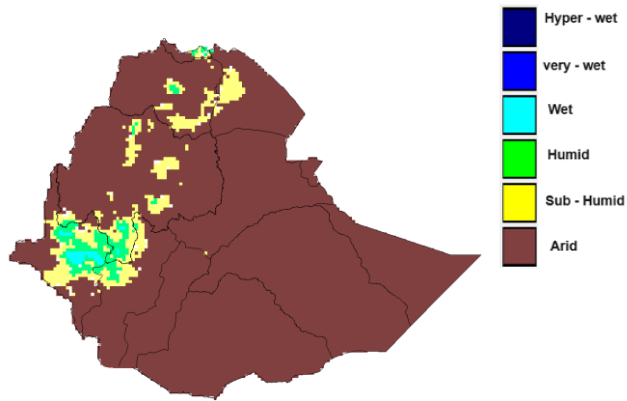 Hyper - wet
very - wet
Wet
Humid
Sub - Humid
Arid